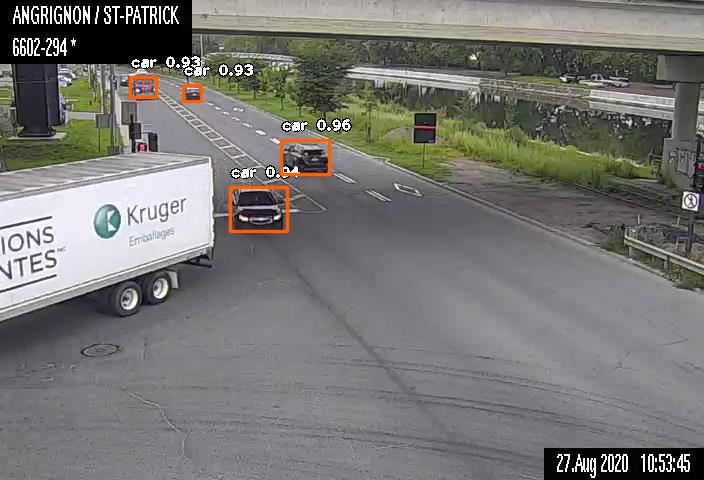 ANGRIGNON / ST-PATRICK
6602-294 *
car 0.93
car 0.93
car 0.96
car 0.94
IONS
NTES
Kruger
Emballages
27.Aug 2020 10:53:45